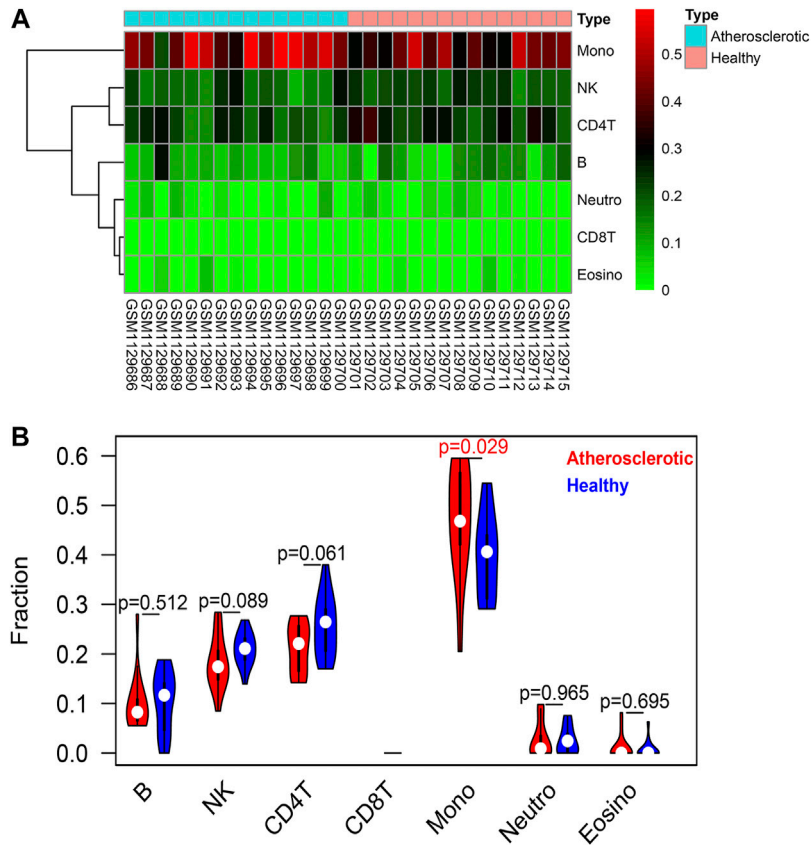 A
Type
Type
Atherosclerotic
Healthy
Mono
NK
CD4T
B
Neutro
CD8T
Eosino
0.5
0.4
0.3
0.2
0.1
0
GSM1129686
GSM1129687
GSM1129688
GSM1129689
GSM1129690
GSM1129691
GSM1129692
GSM1129693
GSM1129694
GSM1129695
GSM1129696
GSM1129697
GSM1129698
GSM1129699
GSM1129700
GSM1129701
GSM1129702
GSM1129703
GSM1129704
GSM1129705
GSM1129706
GSM1129707
GSM1129708
GSM1129709
GSM1129710
GSM1129711
GSM1129712
GSM1129713
GSM1129714
GSM1129715
B
Fraction
0.6
0.5
0.4
0.3
0.2
0.1
0.0
p=0.512
p=0.089
p=0.061
p=0.029
p=0.965
p=0.695
Atherosclerotic
Healthy
B
NK
CD4T
CD8T
Mono
Neutro
Eosino